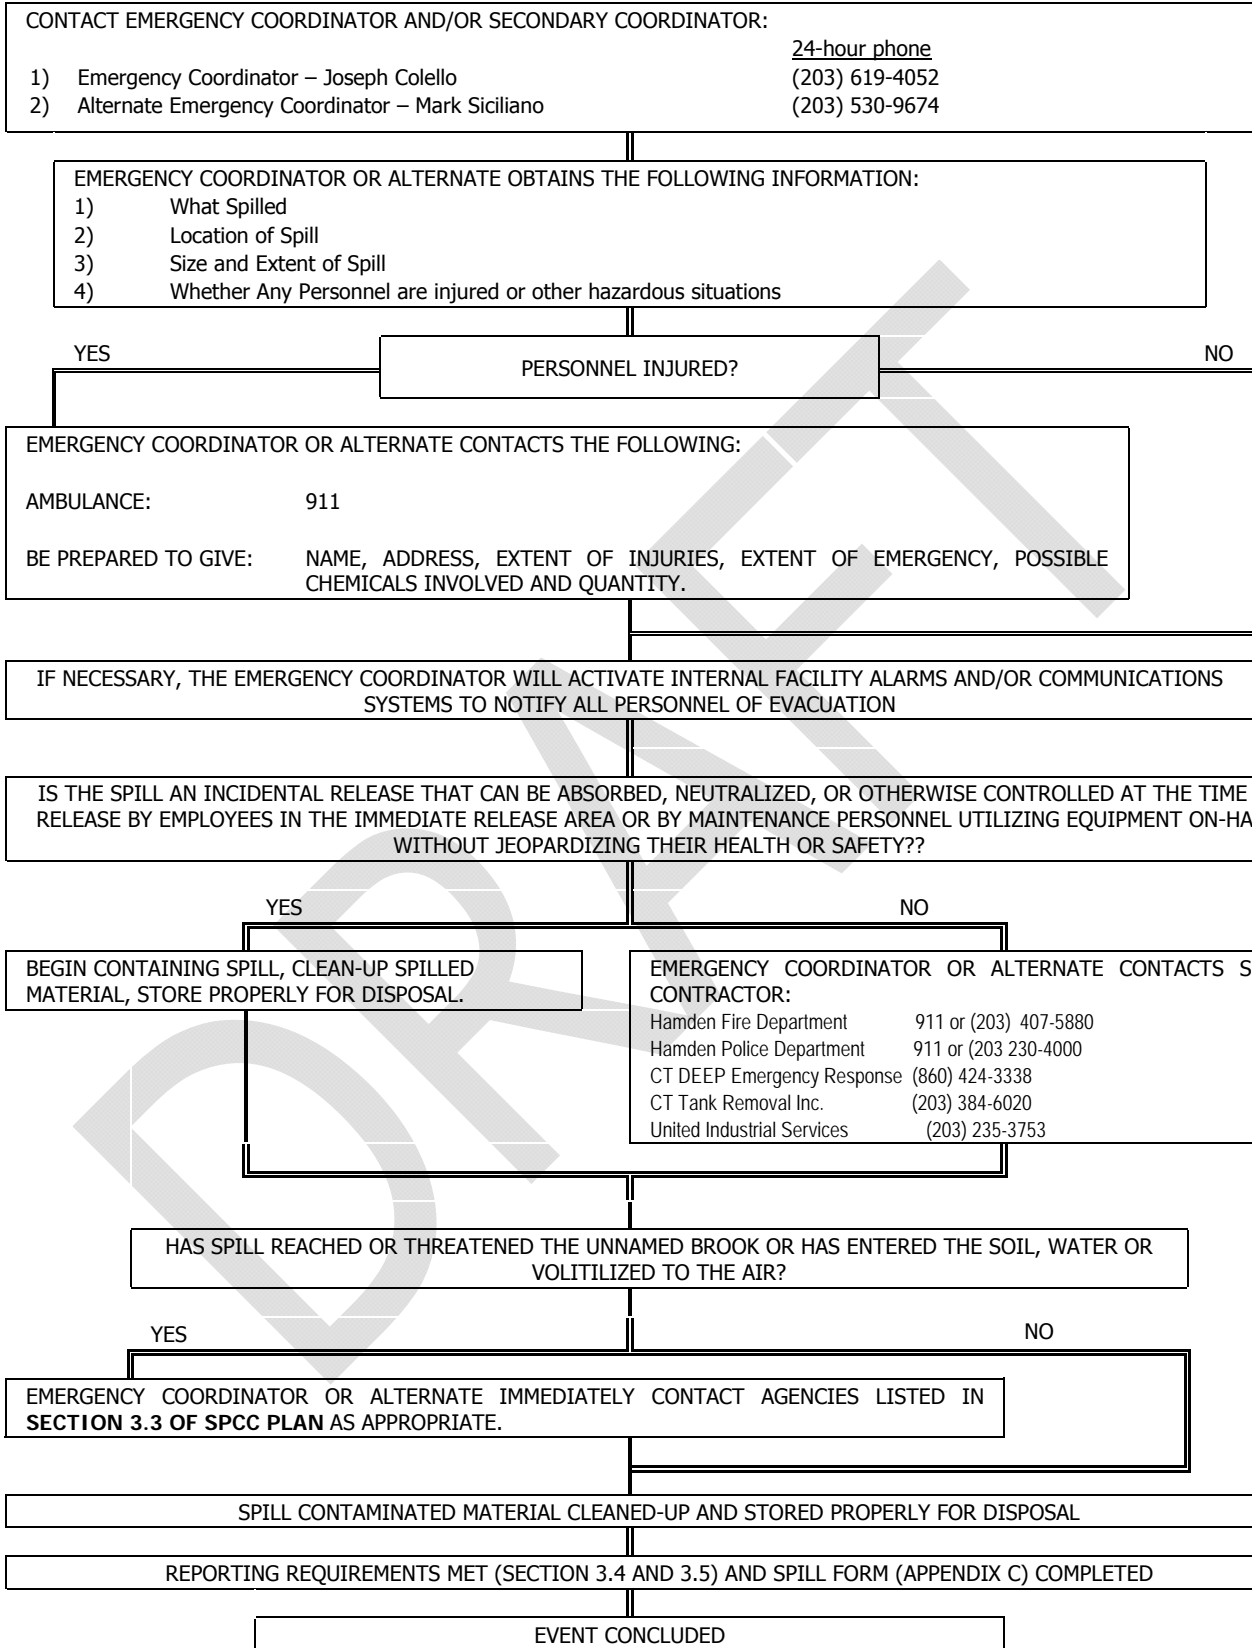 CONTACT EMERGENCY COORDINATOR AND/OR SECONDARY COORDINATOR:
24-hour phone
1) Emergency Coordinator – Joseph Colello (203) 619-4052
2) Alternate Emergency Coordinator – Mark Siciliano (203) 530-9674
EMERGENCY COORDINATOR OR ALTERNATE OBTAINS THE FOLLOWING INFORMATION:
1) What Spilled
2) Location of Spill
3) Size and Extent of Spill
4) Whether Any Personnel are injured or other hazardous situations
YES
PERSONNEL INJURED?
NO
EMERGENCY COORDINATOR OR ALTERNATE CONTACTS THE FOLLOWING:
AMBULANCE: 911
BE PREPARED TO GIVE: NAME, ADDRESS, EXTENT OF INJURIES, EXTENT OF EMERGENCY, POSSIBLE
CHEMICALS INVOLVED AND QUANTITY.
IF NECESSARY, THE EMERGENCY COORDINATOR WILL ACTIVATE INTERNAL FACILITY ALARMS AND/OR COMMUNICATIONS
SYSTEMS TO NOTIFY ALL PERSONNEL OF EVACUATION
IS THE SPILL AN INCIDENTAL RELEASE THAT CAN BE ABSORBED, NEUTRALIZED, OR OTHERWISE CONTROLLED AT THE TIME
RELEASE BY EMPLOYEES IN THE IMMEDIATE RELEASE AREA OR BY MAINTENANCE PERSONNEL UTILIZING EQUIPMENT ON-HA
WITHOUT JEOPARDIZING THEIR HEALTH OR SAFETY??
YES
NO
BEGIN CONTAINING SPILL, CLEAN-UP SPILLED
MATERIAL, STORE PROPERLY FOR DISPOSAL.
EMERGENCY COORDINATOR OR ALTERNATE CONTACTS S
CONTRACTOR:
Hamden Fire Department 911 or (203) 407-5880
Hamden Police Department 911 or (203 230-4000
CT DEEP Emergency Response (860) 424-3338
CT Tank Removal Inc. (203) 384-6020
United Industrial Services (203) 235-3753
HAS SPILL REACHED OR THREATENED THE UNNAMED BROOK OR HAS ENTERED THE SOIL, WATER OR
VOLITILIZED TO THE AIR?
YES
NO
EMERGENCY COORDINATOR OR ALTERNATE IMMEDIATELY CONTACT AGENCIES LISTED IN
SECTION 3.3 OF SPCC PLAN AS APPROPRIATE.
SPILL CONTAMINATED MATERIAL CLEANED-UP AND STORED PROPERLY FOR DISPOSAL
REPORTING REQUIREMENTS MET (SECTION 3.4 AND 3.5) AND SPILL FORM (APPENDIX C) COMPLETED
EVENT CONCLUDED
DRAFT